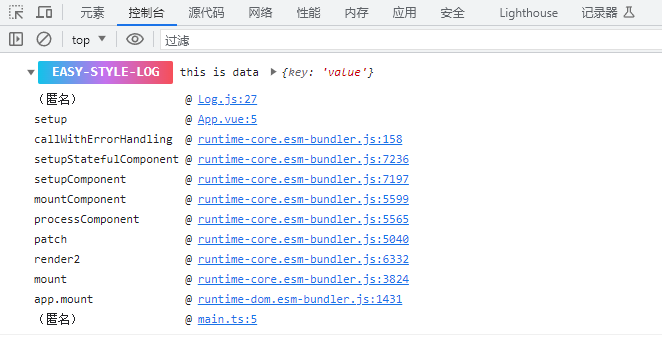 元素 控制台 源代码 网络 性能 内存 应用 安全 Lighthouse 记录器
top 过滤
EASY-STYLE-LOG this is data {key: 'value'}
（匿名） @ Log.js:27
setup @ App.vue:5
callWithErrorHandling @ runtime-core.esm-bundler.js:158
setupStatefulComponent @ runtime-core.esm-bundler.js:7236
setupComponent @ runtime-core.esm-bundler.js:7197
mountComponent @ runtime-core.esm-bundler.js:5599
processComponent @ runtime-core.esm-bundler.js:5565
patch @ runtime-core.esm-bundler.js:5040
render2 @ runtime-core.esm-bundler.js:6332
mount @ runtime-core.esm-bundler.js:3824
app.mount @ runtime-dom.esm-bundler.js:1431
（匿名） @ main.ts:5